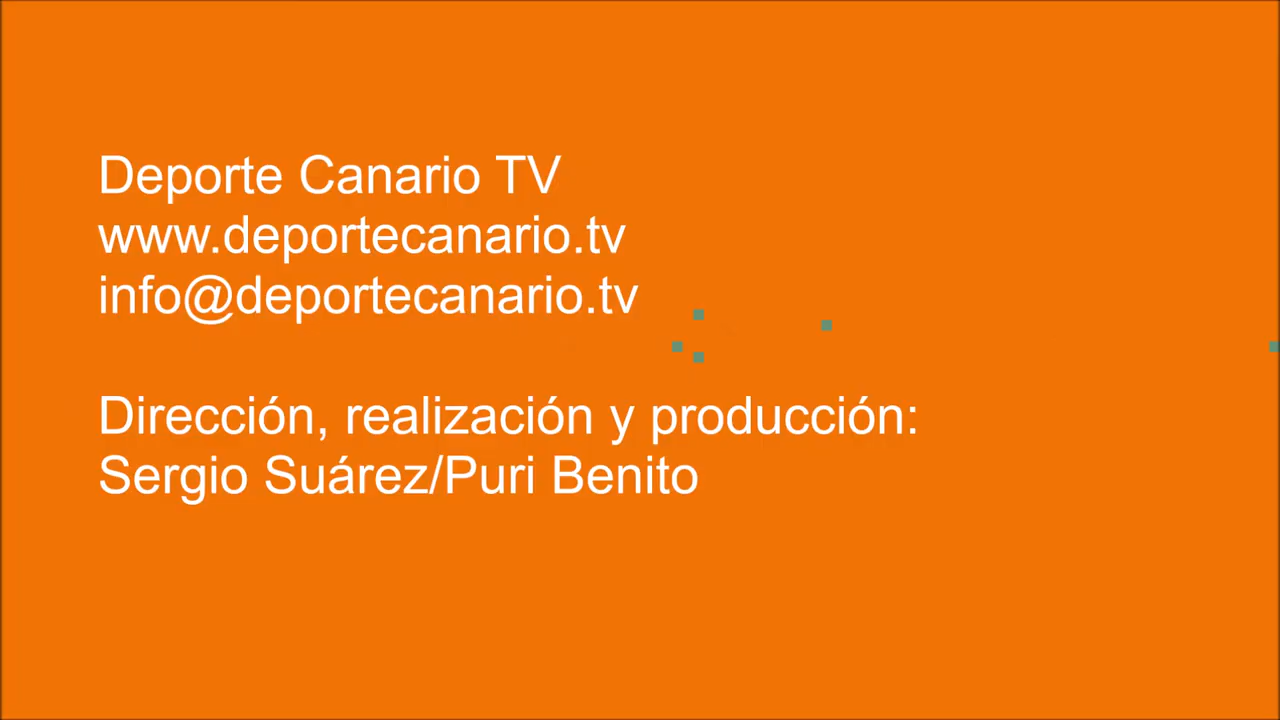 Deporte Canario TV
www.deportecanario.tv
info@deportecanario.tv
Dirección, realización y producción:
Sergio Suárez/Puri Benito